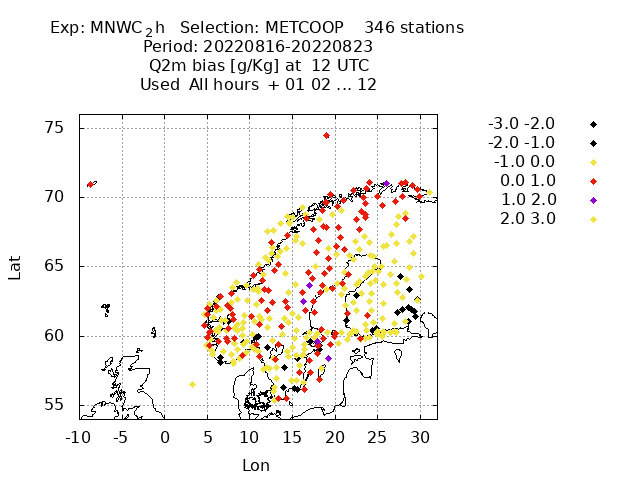 Exp: MNWC_2h Selection: METCOOP 346 stations
Period: 20220816-20220823
Q2m bias [g/Kg] at 12 UTC
Used All hours + 01 02 ... 12
-3.0 -2.0
-2.0 -1.0
-1.0 0.0
0.0 1.0
1.0 2.0
2.0 3.0
75
70
65
60
55
Lat
-10 -5 0 5 10 15 20 25 30
Lon